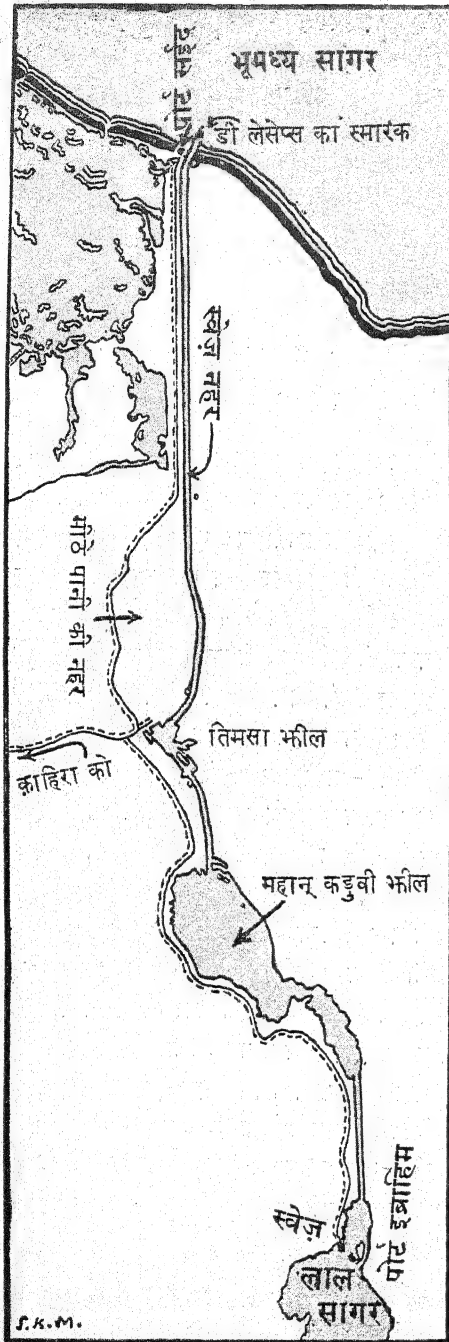 भूमध्य सागर
पोर्ट सईद
डी लेसेप्स का स्मारक
स्वेज़ नहर
मीठे पानी की नहर
तिमसा झील
क़ाहिरा को
महान् कडुवी झील
पोर्ट इब्राहिम
स्वेज़
लाल
सागर
S.K.M.